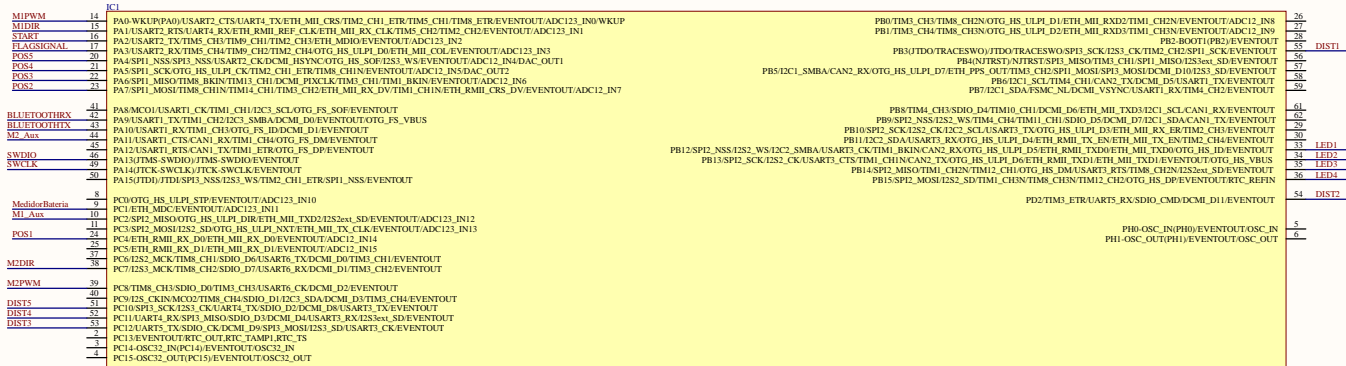 IC1
M1PWM 14 PA0-WKUP(PA0)/USART2_CTS/UART4_TX/ETH_MII_CRS/TIM2_CH1_ETR/TIM5_CH1/TIM8_ETR/EVENTOUT/ADC123_IN0/WKUP
M1DIR 15 PA1/USART2_RTS/UART4_RX/ETH_RMII_REF_CLK/ETH_MII_RX_CLK/TIM5_CH2/TIM2_CH2/EVENTOUT/ADC123_IN1
START 16 PA2/USART2_TX/TIM5_CH3/TIM9_CH1/TIM2_CH3/ETH_MDIO/EVENTOUT/ADC123_IN2
FLAGSIGNAL 17 PA3/USART2_RX/TIM5_CH4/TIM9_CH2/TIM2_CH4/OTG_HS_ULPI_D0/ETH_MII_COL/EVENTOUT/ADC123_IN3
POS5 20 PA4/SPI1_NSS/SPI3_NSS/USART2_CK/DCMI_HSYNC/OTG_HS_SOF/I2S3_WS/EVENTOUT/ADC12_IN4/DAC_OUT1
POS4 21 PA5/SPI1_SCK/OTG_HS_ULPI_CK/TIM2_CH1_ETR/TIM8_CH1N/EVENTOUT/ADC12_IN5/DAC_OUT2
POS3 22 PA6/SPI1_MISO/TIM8_BKIN/TIM13_CH1/DCMI_PIXCLK/TIM3_CH1/TIM1_BKIN/EVENTOUT/ADC12_IN6
POS2 23 PA7/SPI1_MOSI/TIM8_CH1N/TIM14_CH1/TIM3_CH2/ETH_MII_RX_DV/TIM1_CH1N/ETH_RMII_CRS_DV/EVENTOUT/ADC12_IN7
41 PA8/MCO1/USART1_CK/TIM1_CH1/I2C3_SCL/OTG_FS_SOF/EVENTOUT
BLUETOOTHRX 42 PA9/USART1_TX/TIM1_CH2/I2C3_SMBA/DCMI_D0/EVENTOUT/OTG_FS_VBUS
BLUETOOTHTX 43 PA10/USART1_RX/TIM1_CH3/OTG_FS_ID/DCMI_D1/EVENTOUT
M2_Aux 44 PA11/USART1_CTS/CAN1_RX/TIM1_CH4/OTG_FS_DM/EVENTOUT
45 PA12/USART1_RTS/CAN1_TX/TIM1_ETR/OTG_FS_DP/EVENTOUT
SWDIO 46 PA13(JTMS-SWDIO)/JTMS-SWDIO/EVENTOUT
SWCLK 49 PA14(JTCK-SWCLK)/JTCK-SWCLK/EVENTOUT
50 PA15(JTDI)/JTDI/SPI3_NSS/I2S3_WS/TIM2_CH1_ETR/SPI1_NSS/EVENTOUT
8 PC0/OTG_HS_ULPI_STP/EVENTOUT/ADC123_IN10
MedidorBateria 9 PC1/ETH_MDC/EVENTOUT/ADC123_IN11
M1_Aux 10 PC2/SPI2_MISO/OTG_HS_ULPI_DIR/ETH_MII_TXD2/I2S2ext_SD/EVENTOUT/ADC123_IN12
11 PC3/SPI2_MOSI/I2S2_SD/OTG_HS_ULPI_NXT/ETH_MII_TX_CLK/EVENTOUT/ADC123_IN13
POS1 24 PC4/ETH_RMII_RX_D0/ETH_MII_RX_D0/EVENTOUT/ADC12_IN14
25 PC5/ETH_RMII_RX_D1/ETH_MII_RX_D1/EVENTOUT/ADC12_IN15
37 PC6/I2S2_MCK/TIM8_CH1/SDIO_D6/USART6_TX/DCMI_D0/TIM3_CH1/EVENTOUT
M2DIR 38 PC7/I2S3_MCK/TIM8_CH2/SDIO_D7/USART6_RX/DCMI_D1/TIM3_CH2/EVENTOUT
M2PWM 39 PC8/TIM8_CH3/SDIO_D0/TIM3_CH3/USART6_CK/DCMI_D2/EVENTOUT
40 PC9/I2S_CKIN/MCO2/TIM8_CH4/SDIO_D1/I2C3_SDA/DCMI_D3/TIM3_CH4/EVENTOUT
DIST5 51 PC10/SPI3_SCK/I2S3_CK/UART4_TX/SDIO_D2/DCMI_D8/USART3_TX/EVENTOUT
DIST4 52 PC11/UART4_RX/SPI3_MISO/SDIO_D3/DCMI_D4/USART3_RX/I2S3ext_SD/EVENTOUT
DIST3 53 PC12/UART5_TX/SDIO_CK/DCMI_D9/SPI3_MOSI/I2S3_SD/USART3_CK/EVENTOUT
2 PC13/EVENTOUT/RTC_OUT,RTC_TAMP1,RTC_TS
3 PC14-OSC32_IN(PC14)/EVENTOUT/OSC32_IN
4 PC15-OSC32_OUT(PC15)/EVENTOUT/OSC32_OUT
PB0/TIM3_CH3/TIM8_CH2N/OTG_HS_ULPI_D1/ETH_MII_RXD2/TIM1_CH2N/EVENTOUT/ADC12_IN8 26
PB1/TIM3_CH4/TIM8_CH3N/OTG_HS_ULPI_D2/ETH_MII_RXD3/TIM1_CH3N/EVENTOUT/ADC12_IN9 27
PB2-BOOT1(PB2)/EVENTOUT 28
PB3(JTDO/TRACESWO)/JTDO/TRACESWO/SPI3_SCK/I2S3_CK/TIM2_CH2/SPI1_SCK/EVENTOUT 55 DIST1
PB4(NJTRST)/NJTRST/SPI3_MISO/TIM3_CH1/SPI1_MISO/I2S3ext_SD/EVENTOUT 56
PB5/I2C1_SMBA/CAN2_RX/OTG_HS_ULPI_D7/ETH_PPS_OUT/TIM3_CH2/SPI1_MOSI/SPI3_MOSI/DCMI_D10/I2S3_SD/EVENTOUT 57
PB6/I2C1_SCL/TIM4_CH1/CAN2_TX/DCMI_D5/USART1_TX/EVENTOUT 58
PB7/I2C1_SDA/FSMC_NL/DCMI_VSYNC/USART1_RX/TIM4_CH2/EVENTOUT 59
PB8/TIM4_CH3/SDIO_D4/TIM10_CH1/DCMI_D6/ETH_MII_TXD3/I2C1_SCL/CAN1_RX/EVENTOUT 61
PB9/SPI2_NSS/I2S2_WS/TIM4_CH4/TIM11_CH1/SDIO_D5/DCMI_D7/I2C1_SDA/CAN1_TX/EVENTOUT 62
PB10/SPI2_SCK/I2S2_CK/I2C2_SCL/USART3_TX/OTG_HS_ULPI_D3/ETH_MII_RX_ER/TIM2_CH3/EVENTOUT 29
PB11/I2C2_SDA/USART3_RX/OTG_HS_ULPI_D4/ETH_RMII_TX_EN/ETH_MII_TX_EN/TIM2_CH4/EVENTOUT 30
PB12/SPI2_NSS/I2S2_WS/I2C2_SMBA/USART3_CK/TIM1_BKIN/CAN2_RX/OTG_HS_ULPI_D5/ETH_RMII_TXD0/ETH_MII_TXD0/OTG_HS_ID/EVENTOUT 33 LED1
PB13/SPI2_SCK/I2S2_CK/USART3_CTS/TIM1_CH1N/CAN2_TX/OTG_HS_ULPI_D6/ETH_RMII_TXD1/ETH_MII_TXD1/EVENTOUT/OTG_HS_VBUS 34 LED2
PB14/SPI2_MISO/TIM1_CH2N/TIM12_CH1/OTG_HS_DM/USART3_RTS/TIM8_CH2N/I2S2ext_SD/EVENTOUT 35 LED3
PB15/SPI2_MOSI/I2S2_SD/TIM1_CH3N/TIM8_CH3N/TIM12_CH2/OTG_HS_DP/EVENTOUT/RTC_REFIN 36 LED4
PD2/TIM3_ETR/UART5_RX/SDIO_CMD/DCMI_D11/EVENTOUT 54 DIST2
PH0-OSC_IN(PH0)/EVENTOUT/OSC_IN 5
PH1-OSC_OUT(PH1)/EVENTOUT/OSC_OUT 6